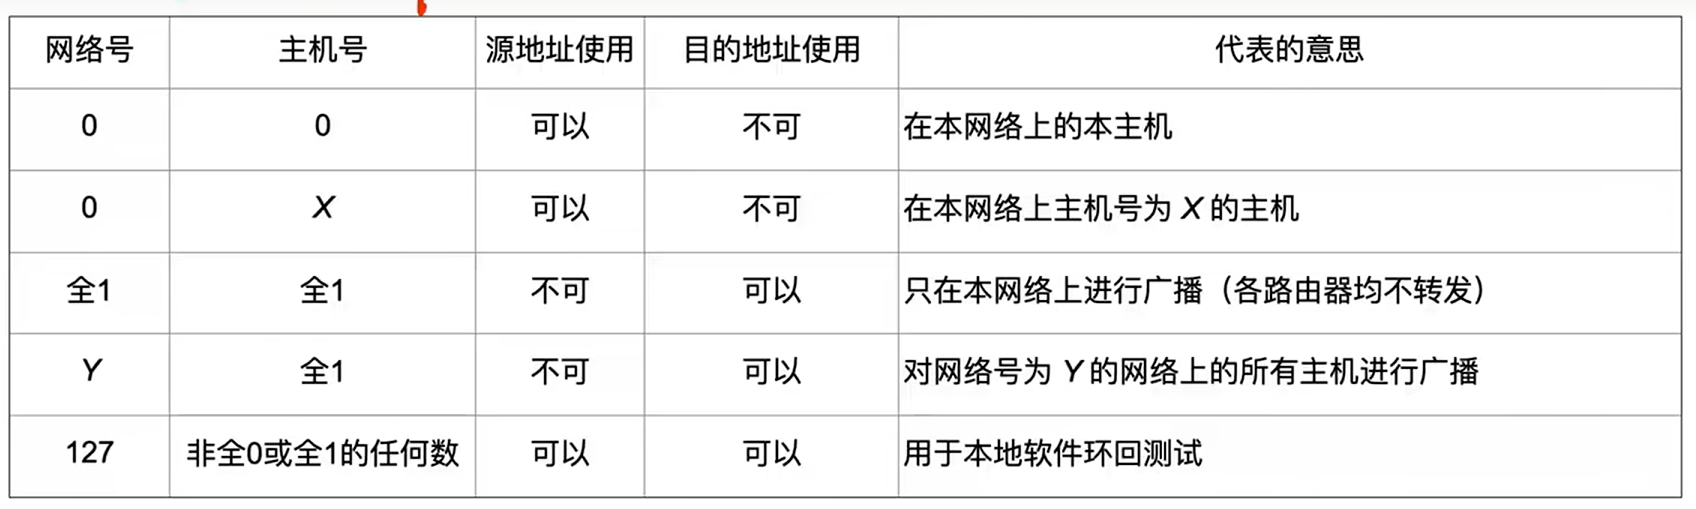 网络号 主机号 源地址使用 目的地址使用 代表的意思
0 0 可以 不可 在本网络上的本主机
0 X 可以 不可 在本网络上主机号为 X 的主机
全1 全1 不可 可以 只在本网络上进行广播（各路由器均不转发）
Y 全1 不可 可以 对网络号为 Y 的网络上的所有主机进行广播
127 非全0或全1的任何数 可以 可以 用于本地软件环回测试